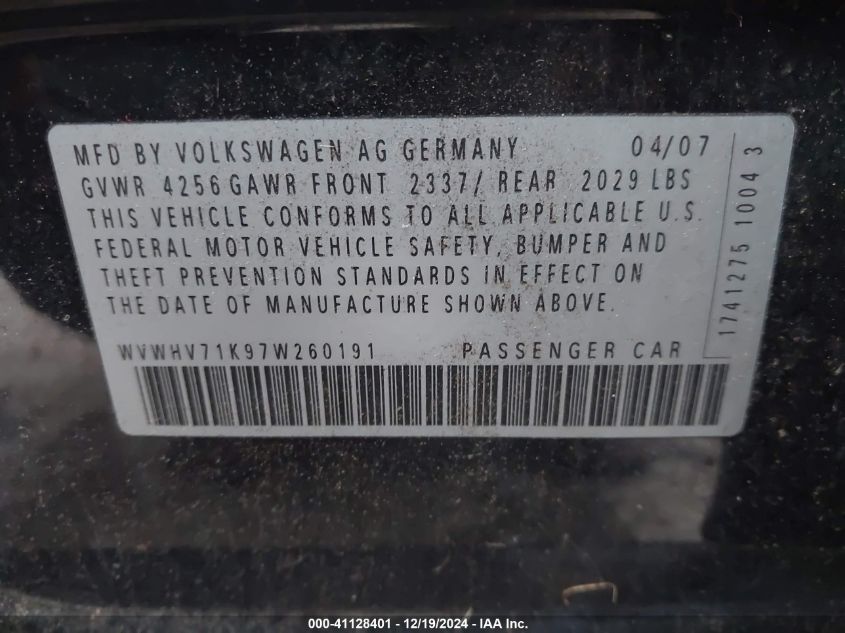 MFD BY VOLKSWAGEN AG GERMANY 04/07
GVWR 4256 GAWR FRONT 2337/ REAR 2029 LBS
THIS VEHICLE CONFORMS TO ALL APPLICABLE U.S.
FEDERAL MOTOR VEHICLE SAFETY, BUMPER AND
THEFT PREVENTION STANDARDS IN EFFECT ON
THE DATE OF MANUFACTURE SHOWN ABOVE.
WVWHV71K97W260191 PASSENGER CAR
1741275 1004 3
000-41128401 - 12/19/2024 - IAA Inc.